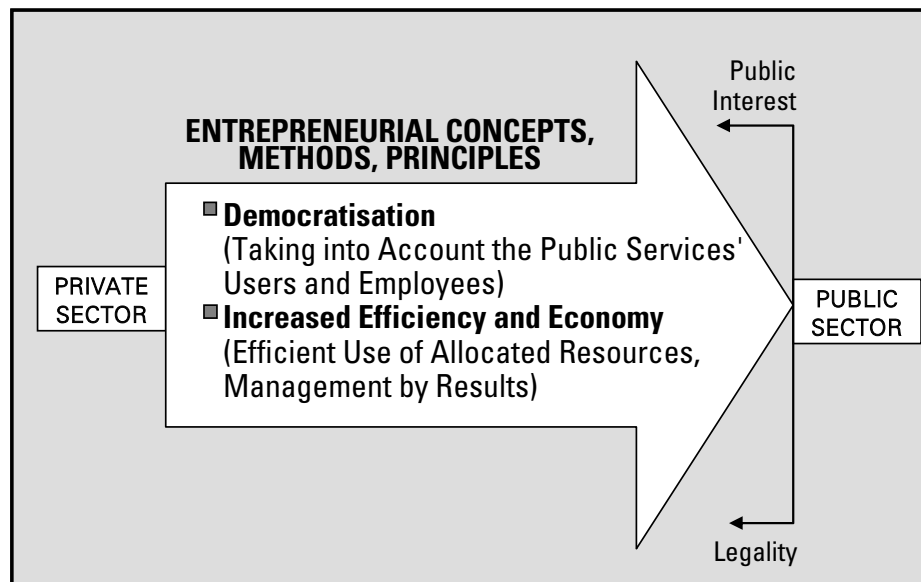 Public
Interest
ENTREPRENEURIAL CONCEPTS,
METHODS, PRINCIPLES
Democratisation
(Taking into Account the Public Services'
Users and Employees)
Increased Efficiency and Economy
(Efficient Use of Allocated Resources,
Management by Results)
PRIVATE
SECTOR
PUBLIC
SECTOR
Legality